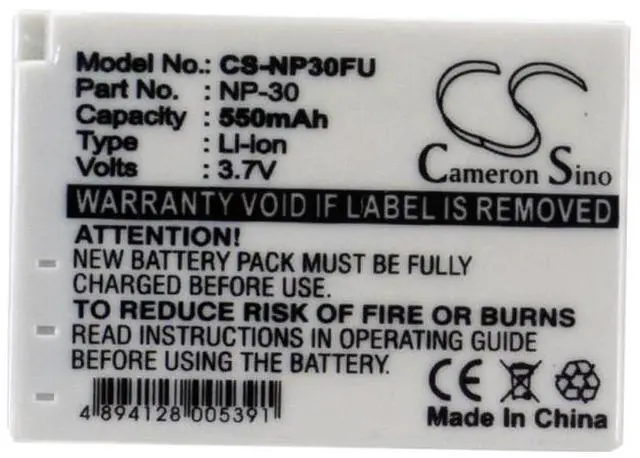 Model No.: CS-NP30FU
Part No. : NP-30
Capacity : 550mAh
Type : Li-ion
Volts : 3.7V
CS
Cameron Sino
WARRANTY VOID IF LABEL IS REMOVED
ATTENTION!
NEW BATTERY PACK MUST BE FULLY
CHARGED BEFORE USE.
TO REDUCE RISK OF FIRE OR BURNS
READ INSTRUCTIONS IN OPERATING GUIDE
BEFORE USING THE BATTERY.
4 894128 005391
CE
Made In China